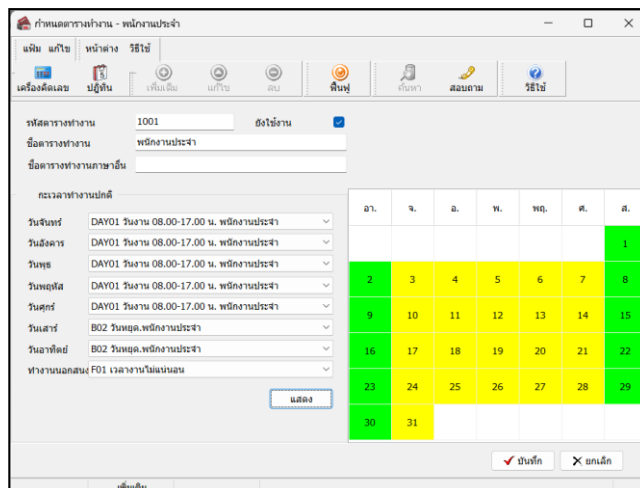 กำหนดตารางทำงาน - พนักงานประจำ
แฟ้ม แก้ไข หน้าต่าง วิธีใช้
เครื่องคิดเลข ปฏิทิน เพิ่มเติม แก้ไข ลบ ฟื้นฟู ค้นหา สอบถาม วิธีใช้
รหัสตารางทำงาน 1001 ยังใช้งาน
ชื่อตารางทำงาน พนักงานประจำ
ชื่อตารางทำงานภาษาอื่น
กะเวลาทำงานปกติ
วันจันทร์ DAY01 วันงาน 08.00-17.00 น. พนักงานประจำ
วันอังคาร DAY01 วันงาน 08.00-17.00 น. พนักงานประจำ
วันพุธ DAY01 วันงาน 08.00-17.00 น. พนักงานประจำ
วันพฤหัส DAY01 วันงาน 08.00-17.00 น. พนักงานประจำ
วันศุกร์ DAY01 วันงาน 08.00-17.00 น. พนักงานประจำ
วันเสาร์ B02 วันหยุด.พนักงานประจำ
วันอาทิตย์ B02 วันหยุด.พนักงานประจำ
ทำงานนอกสถน F01 เวลางานไม่แน่นอน
แสดง
อา. จ. อ. พ. พฤ. ศ. ส.
1
2 3 4 5 6 7 8
9 10 11 12 13 14 15
16 17 18 19 20 21 22
23 24 25 26 27 28 29
30 31
บันทึก ยกเลิก
เพิ่มเติม